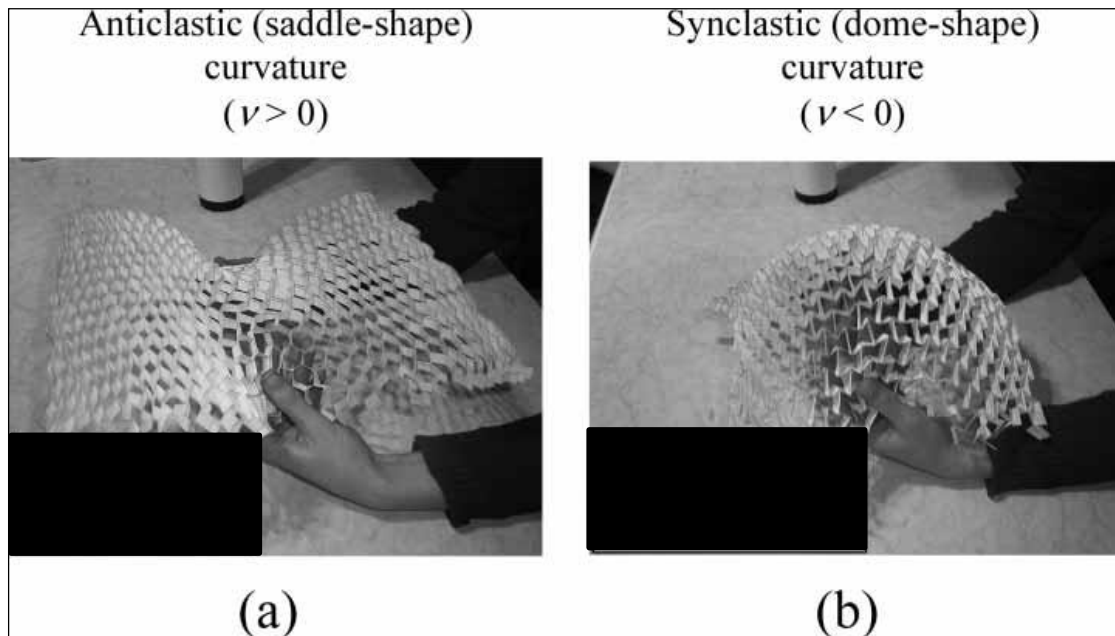 Anticlastic (saddle-shape)
curvature
(ν > 0)
Synclastic (dome-shape)
curvature
(ν < 0)
(a)
(b)